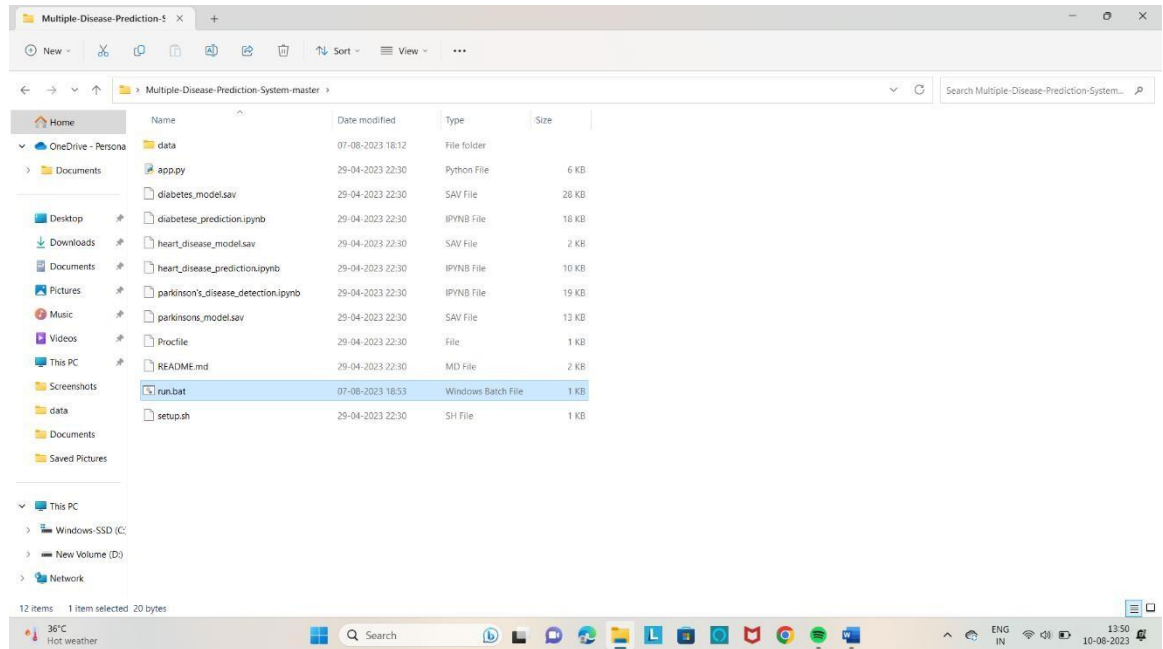 Multiple-Disease-Prediction-S
New
Sort
View
Multiple-Disease-Prediction-System-master
Search Multiple-Disease-Prediction-System...
Home
OneDrive - Persona
Documents
Desktop
Downloads
Documents
Pictures
Music
Videos
This PC
Screenshots
data
Documents
Saved Pictures
This PC
Windows-SSD (C:
New Volume (D:)
Network
Name Date modified Type Size
data 07-08-2023 18:12 File folder
app.py 29-04-2023 22:30 Python File 6 KB
diabetes_model.sav 29-04-2023 22:30 SAV File 28 KB
diabetese_prediction.ipynb 29-04-2023 22:30 IPYNB File 18 KB
heart_disease_model.sav 29-04-2023 22:30 SAV File 2 KB
heart_disease_prediction.ipynb 29-04-2023 22:30 IPYNB File 10 KB
parkinson's_disease_detection.ipynb 29-04-2023 22:30 IPYNB File 19 KB
parkinsons_model.sav 29-04-2023 22:30 SAV File 13 KB
Procfile 29-04-2023 22:30 File 1 KB
README.md 29-04-2023 22:30 MD File 2 KB
run.bat 07-08-2023 18:53 Windows Batch File 1 KB
setup.sh 29-04-2023 22:30 SH File 1 KB
12 items 1 item selected 20 bytes
36°C
Hot weather
Search
ENG
IN
13:50
10-08-2023